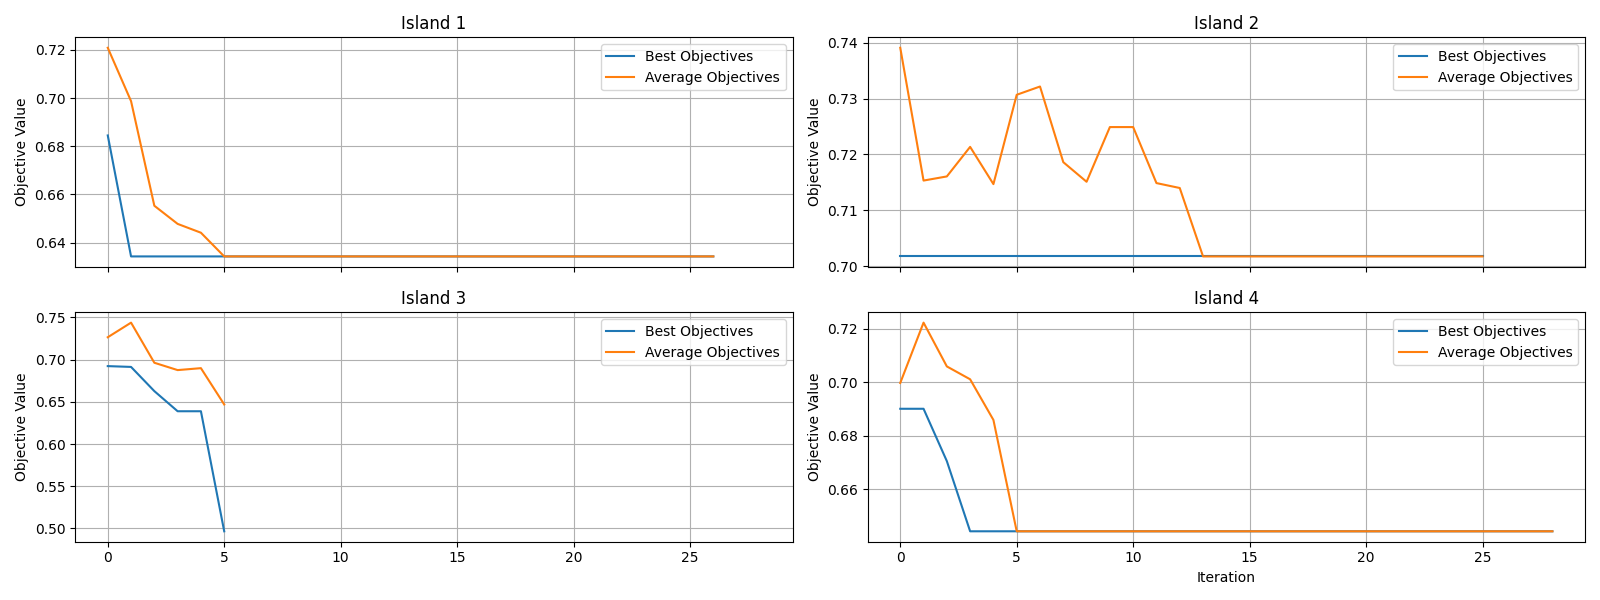 Island 1
Objective Value
0.72
0.70
0.68
0.66
0.64
Best Objectives
Average Objectives
Island 2
Objective Value
0.74
0.73
0.72
0.71
0.70
Best Objectives
Average Objectives
Island 3
Objective Value
0.75
0.70
0.65
0.60
0.55
0.50
Best Objectives
Average Objectives
0 5 10 15 20 25
Island 4
Objective Value
0.72
0.70
0.68
0.66
Best Objectives
Average Objectives
0 5 10 15 20 25
Iteration